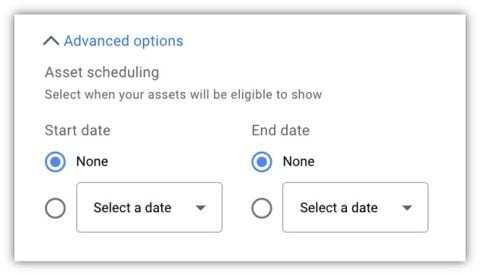 Advanced options
Asset scheduling
Select when your assets will be eligible to show
Start date
None
Select a date
End date
None
Select a date